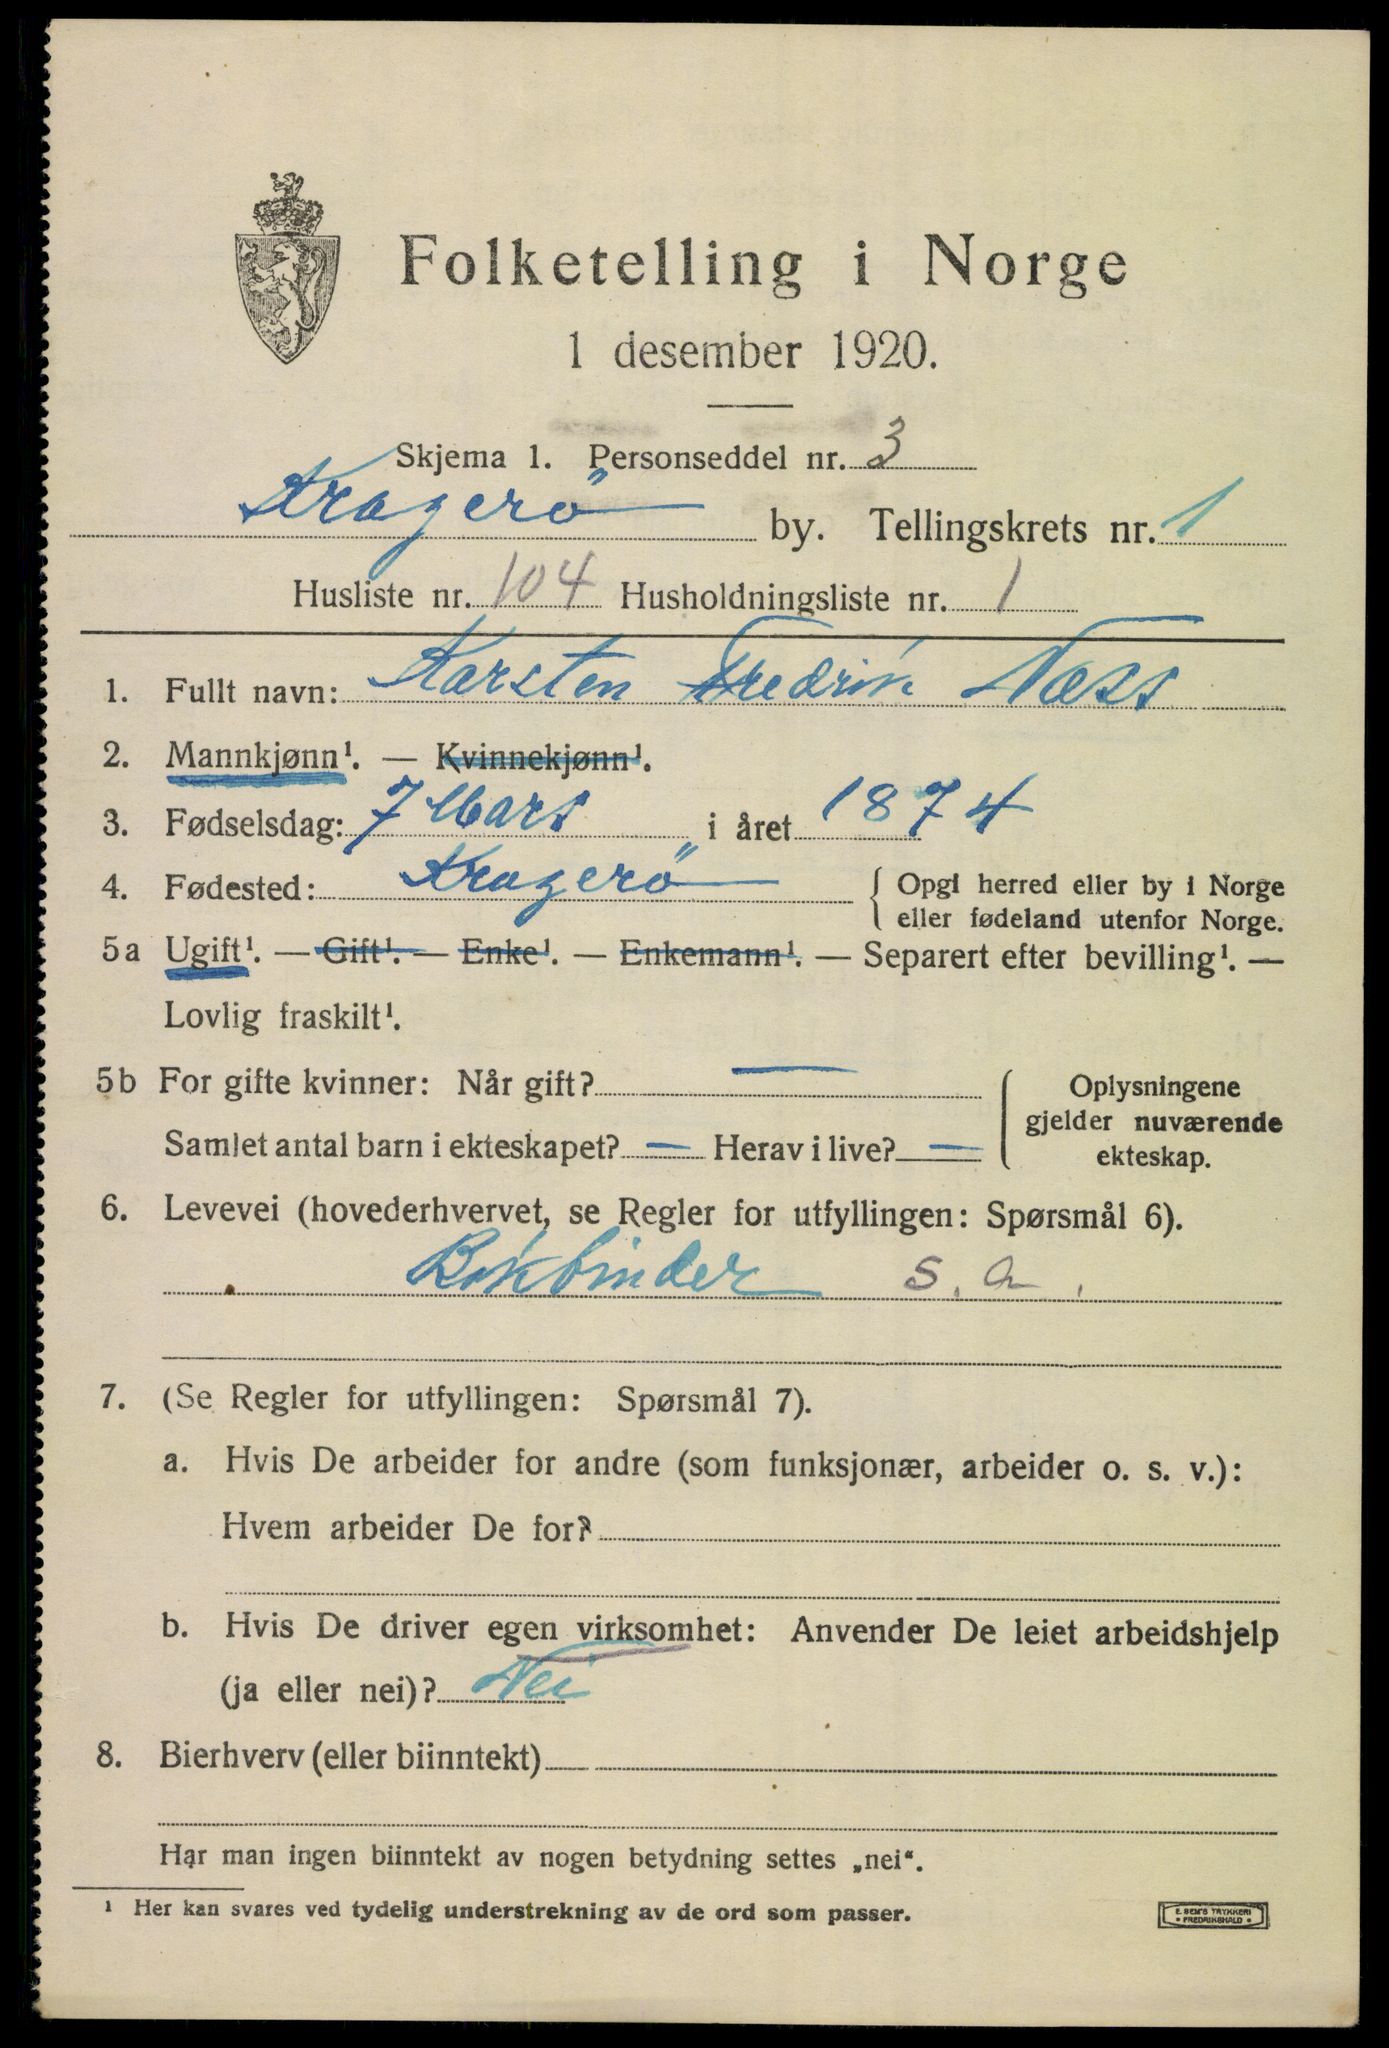 Folketelling i Norge
1 desember 1920.
Skjema 1. Personseddel nr. 3
Kragerö by. Tellingskrets nr. 1
Husliste nr. 104 Husholdningsliste nr. 1
1. Fullt navn: Karsten Fredrik Næss
2. Mannkjønn¹. — Kvinnekjønn¹.
3. Fødselsdag: 7 Mars i året 1874
4. Fødested: Kragerö { Opgi herred eller by i Norge
eller fødeland utenfor Norge.
5a Ugift¹. — Gift¹. — Enke¹. — Enkemann¹. — Separert efter bevilling¹. —
Lovlig fraskilt¹.
5b For gifte kvinner: Når gift? —
Samlet antal barn i ekteskapet? — Herav i live? —
Oplysningene
gjelder nuværende
ekteskap.
6. Levevei (hovederhvervet, se Regler for utfyllingen: Spørsmål 6).
Bokbinder s. a.
7. (Se Regler for utfyllingen: Spørsmål 7).
a. Hvis De arbeider for andre (som funksjonær, arbeider o. s. v.):
Hvem arbeider De for?
b. Hvis De driver egen virksomhet: Anvender De leiet arbeidshjelp
(ja eller nei)? Nei
8. Bierhverv (eller biinntekt)
Har man ingen biinntekt av nogen betydning settes „nei“.
¹ Her kan svares ved tydelig understrekning av de ord som passer.
E. SEM'S TRYKKERI
• FREDRIKSHALD •